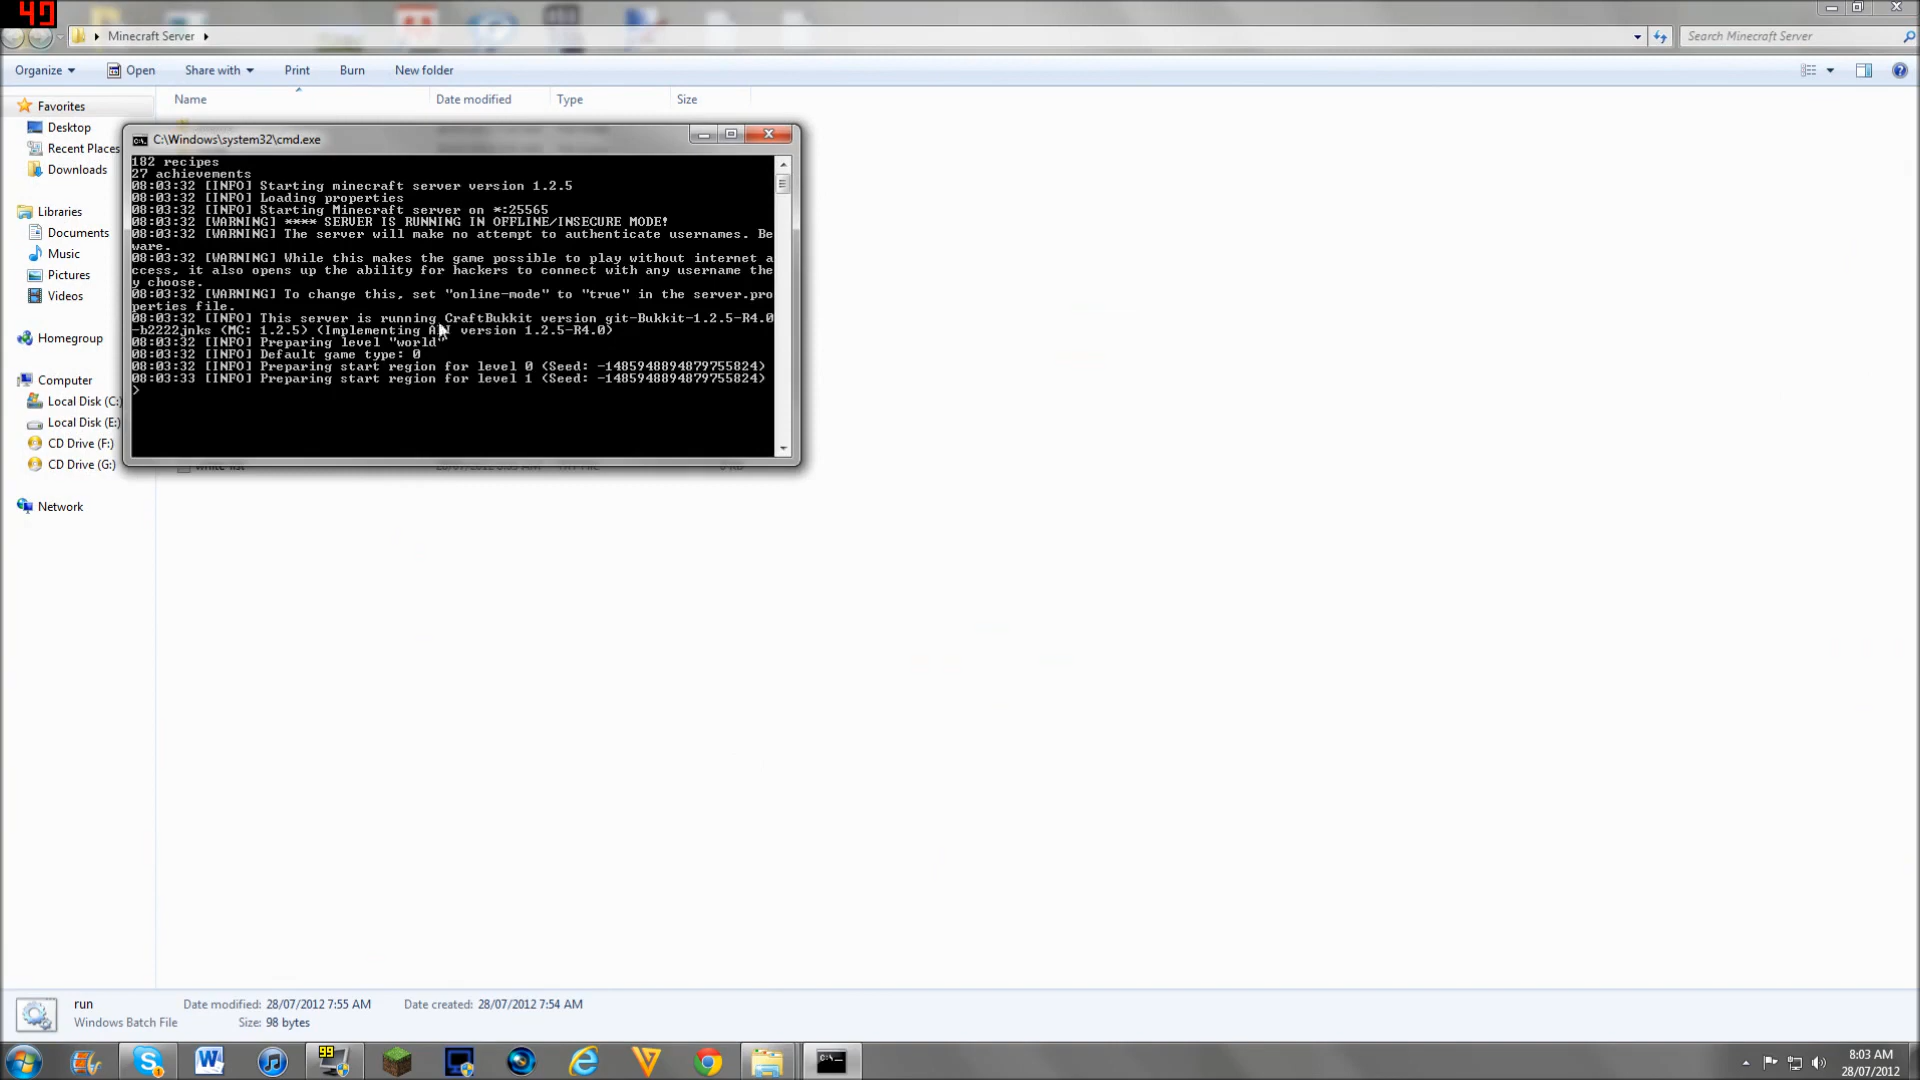 49
Minecraft Server
Search Minecraft Server
Organize
Open
Share with
Print
Burn
New folder
Name
Date modified
Type
Size
Favorites
Desktop
Recent Places
Downloads
Libraries
Documents
Music
Pictures
Videos
Homegroup
Computer
Local Disk (C:)
Local Disk (E:)
CD Drive (F:)
CD Drive (G:)
Network
C:\Windows\system32\cmd.exe
182 recipes
27 achievements
08:03:32 [INFO] Starting minecraft server version 1.2.5
08:03:32 [INFO] Loading properties
08:03:32 [INFO] Starting Minecraft server on *:25565
08:03:32 [WARNING] **** SERVER IS RUNNING IN OFFLINE/INSECURE MODE!
08:03:32 [WARNING] The server will make no attempt to authenticate usernames. Be
ware.
08:03:32 [WARNING] While this makes the game possible to play without internet a
ccess, it also opens up the ability for hackers to connect with any username the
y choose.
08:03:32 [WARNING] To change this, set "online-mode" to "true" in the server.pro
perties file.
08:03:32 [INFO] This server is running CraftBukkit version git-Bukkit-1.2.5-R4.0
-b2222jnks (MC: 1.2.5) (Implementing API version 1.2.5-R4.0)
08:03:32 [INFO] Preparing level "world"
08:03:32 [INFO] Default game type: 0
08:03:32 [INFO] Preparing start region for level 0 (Seed: -1485948894879755824)
08:03:33 [INFO] Preparing start region for level 1 (Seed: -1485948894879755824)
>
run
Date modified: 28/07/2012 7:55 AM
Date created: 28/07/2012 7:54 AM
Windows Batch File
Size: 98 bytes
99
8:03 AM
28/07/2012